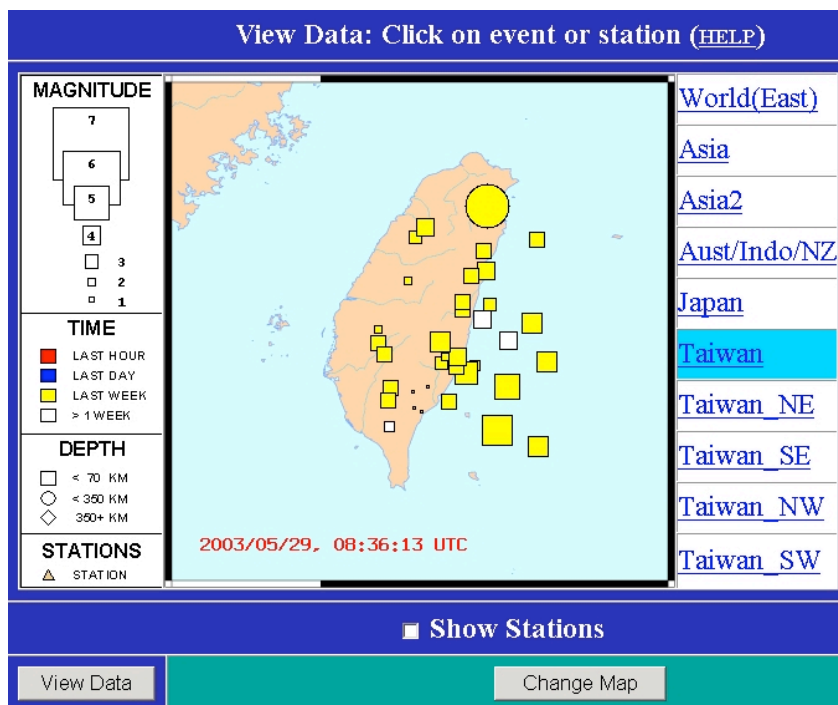 View Data: Click on event or station (HELP)
MAGNITUDE
7
6
5
4
3
2
1
TIME
LAST HOUR
LAST DAY
LAST WEEK
> 1 WEEK
DEPTH
< 70 KM
< 350 KM
350+ KM
STATIONS
STATION
2003/05/29, 08:36:13 UTC
World(East)
Asia
Asia2
Aust/Indo/NZ
Japan
Taiwan
Taiwan_NE
Taiwan_SE
Taiwan_NW
Taiwan_SW
Show Stations
View Data
Change Map